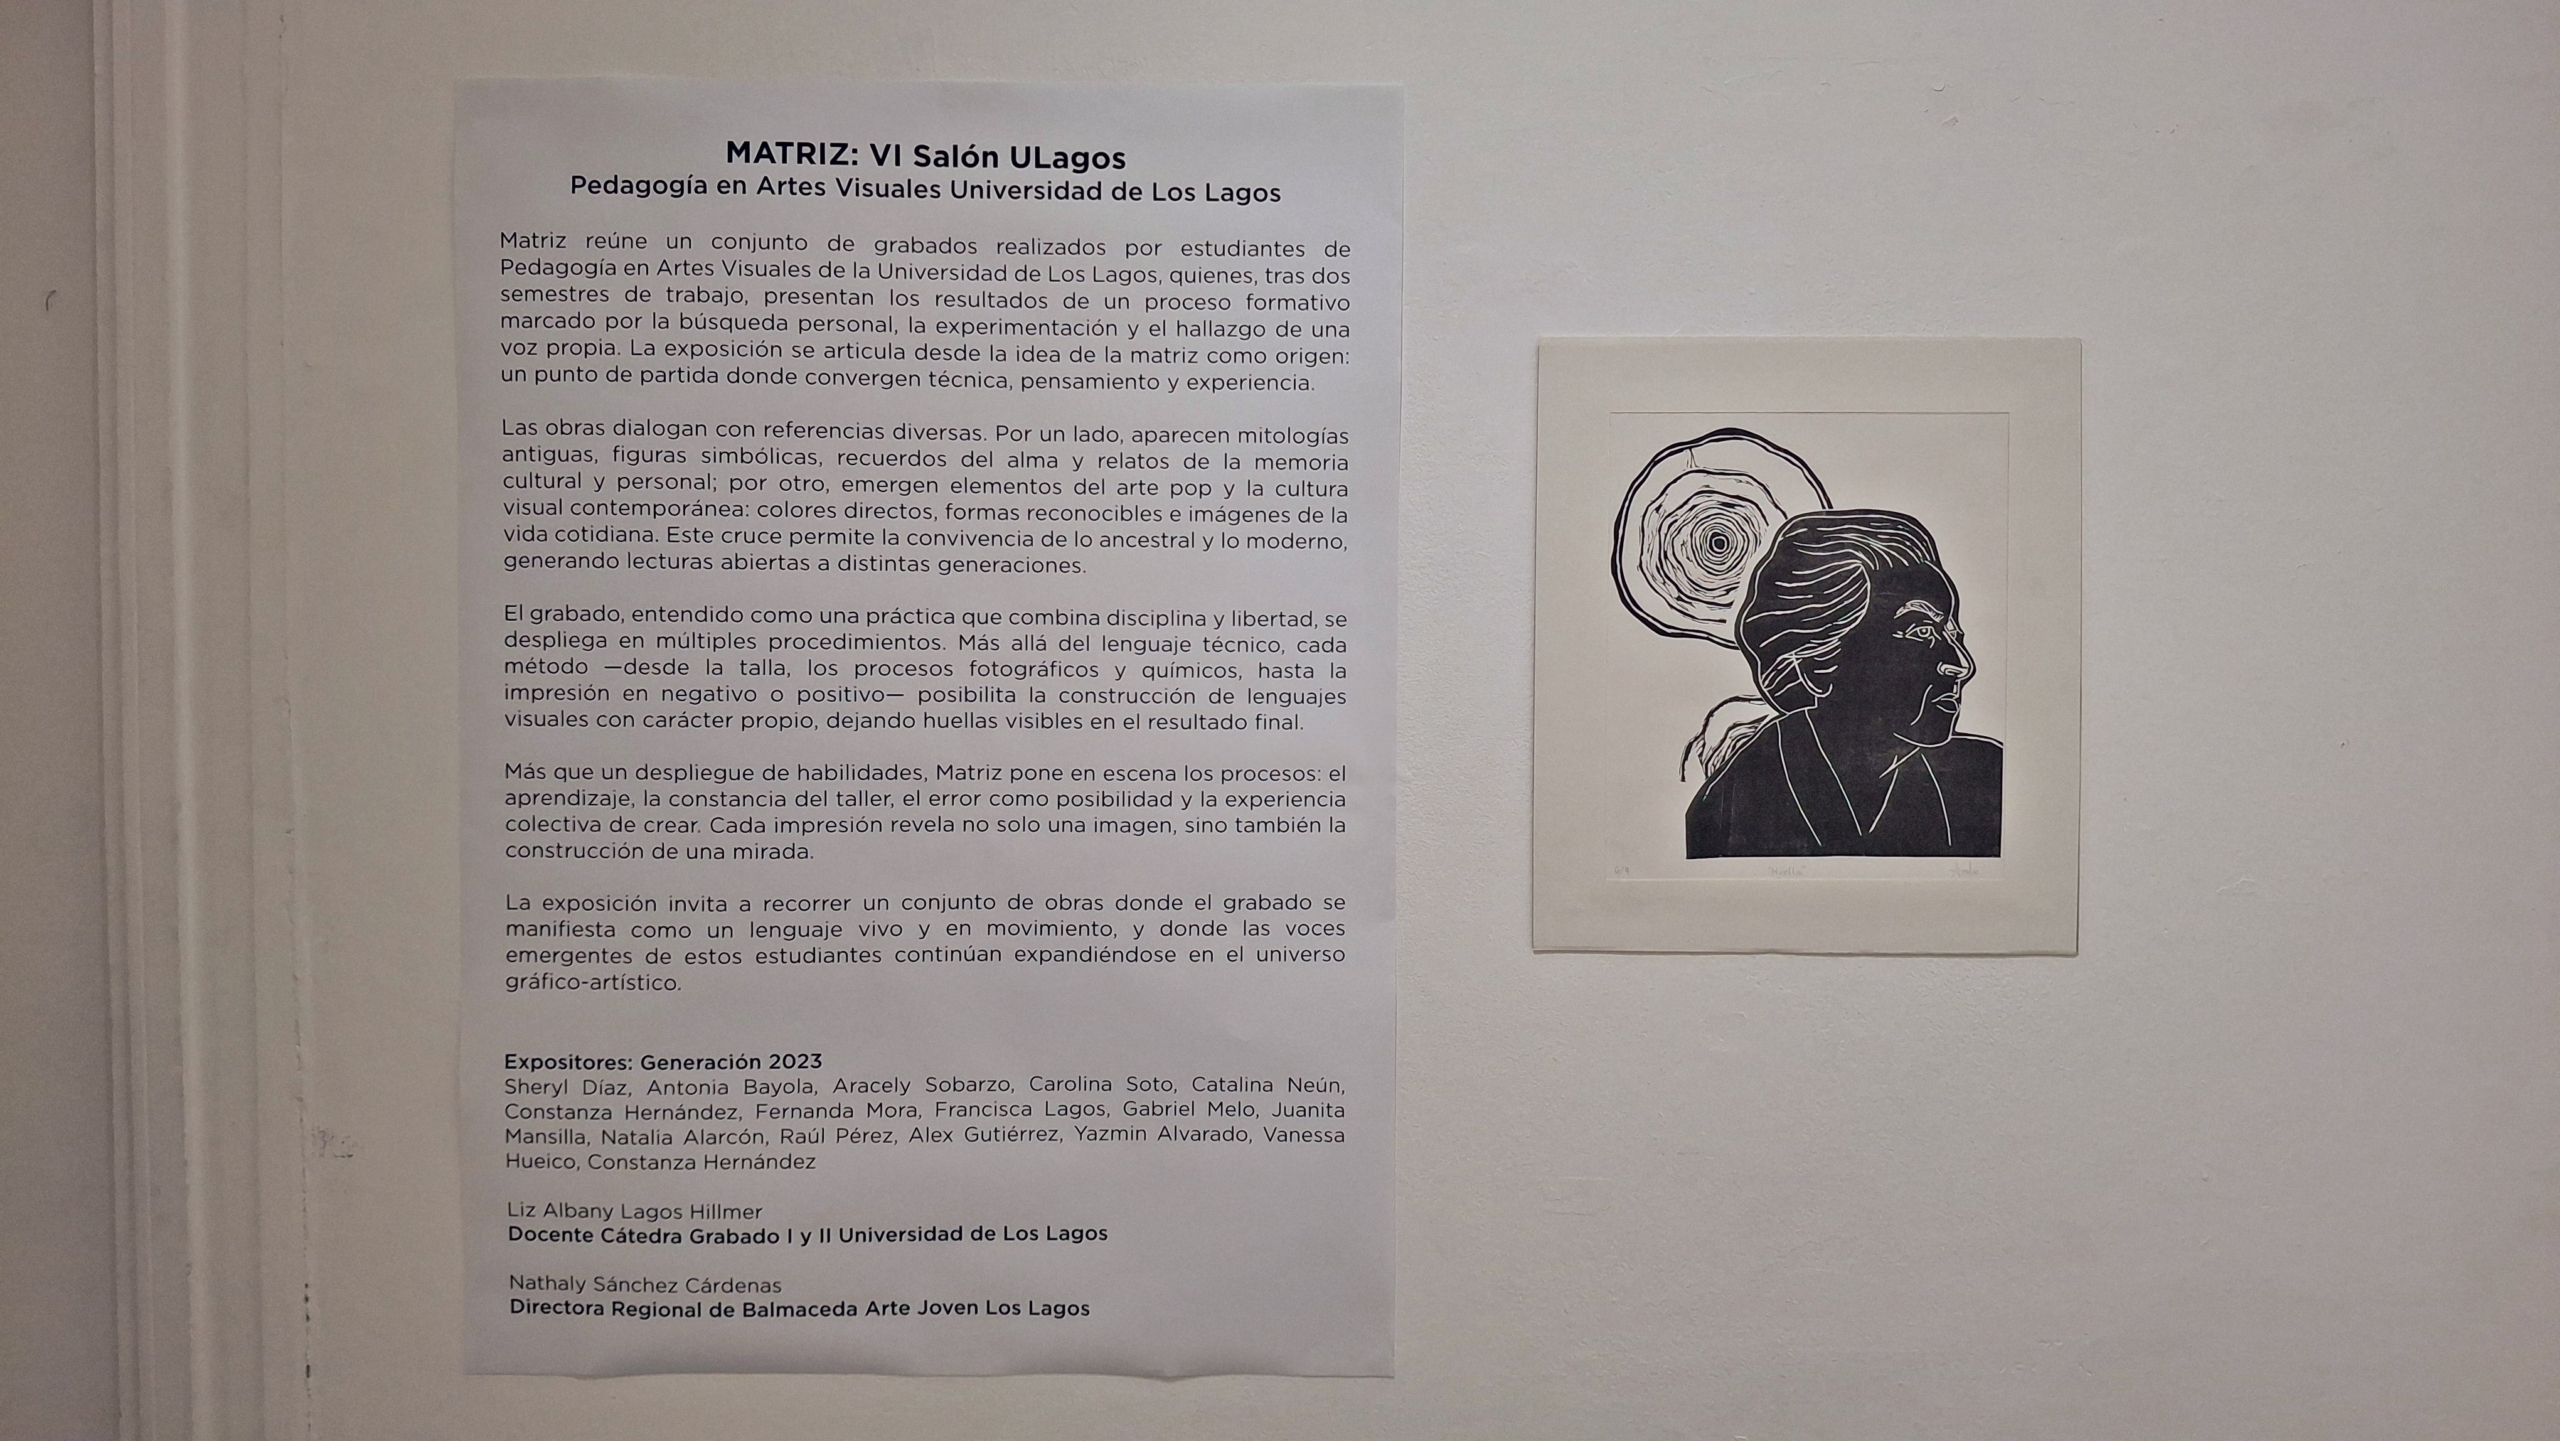 MATRIZ: VI Salón ULagos
Pedagogía en Artes Visuales Universidad de Los Lagos
Matriz reúne un conjunto de grabados realizados por estudiantes de
Pedagogía en Artes Visuales de la Universidad de Los Lagos, quienes, tras dos
semestres de trabajo, presentan los resultados de un proceso formativo
marcado por la búsqueda personal, la experimentación y el hallazgo de una
voz propia. La exposición se articula desde la idea de la matriz como origen:
un punto de partida donde convergen técnica, pensamiento y experiencia.
Las obras dialogan con referencias diversas. Por un lado, aparecen mitologías
antiguas, figuras simbólicas, recuerdos del alma y relatos de la memoria
cultural y personal; por otro, emergen elementos del arte pop y la cultura
visual contemporánea: colores directos, formas reconocibles e imágenes de la
vida cotidiana. Este cruce permite la convivencia de lo ancestral y lo moderno,
generando lecturas abiertas a distintas generaciones.
El grabado, entendido como una práctica que combina disciplina y libertad, se
despliega en múltiples procedimientos. Más allá del lenguaje técnico, cada
método —desde la talla, los procesos fotográficos y químicos, hasta la
impresión en negativo o positivo— posibilita la construcción de lenguajes
visuales con carácter propio, dejando huellas visibles en el resultado final.
Más que un despliegue de habilidades, Matriz pone en escena los procesos: el
aprendizaje, la constancia del taller, el error como posibilidad y la experiencia
colectiva de crear. Cada impresión revela no solo una imagen, sino también la
construcción de una mirada.
La exposición invita a recorrer un conjunto de obras donde el grabado se
manifiesta como un lenguaje vivo y en movimiento, y donde las voces
emergentes de estos estudiantes continúan expandiéndose en el universo
gráfico-artístico.
Expositores: Generación 2023
Sheryl Díaz, Antonia Bayola, Aracely Sobarzo, Carolina Soto, Catalina Neún,
Constanza Hernández, Fernanda Mora, Francisca Lagos, Gabriel Melo, Juanita
Mansilla, Natalia Alarcón, Raúl Pérez, Alex Gutiérrez, Yazmin Alvarado, Vanessa
Hueico, Constanza Hernández
Liz Albany Lagos Hillmer
Docente Cátedra Grabado I y II Universidad de Los Lagos
Nathaly Sánchez Cárdenas
Directora Regional de Balmaceda Arte Joven Los Lagos